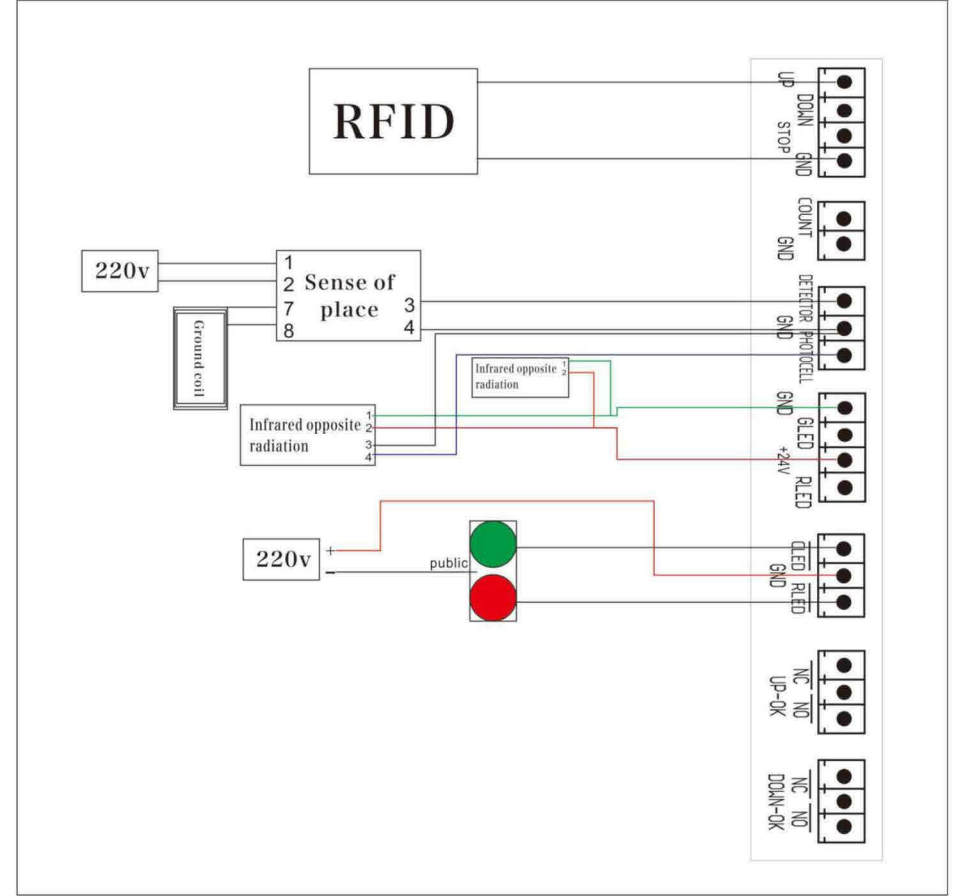 RFID
UP
DOWN
STOP
GND
COUNT
GND
220v
1
2
7
8
Sense of
place
3
4
Ground coil
DETECTOR
GND
PHOTOCELL
Infrared opposite
radiation
1
2
Infrared opposite
radiation
1
2
3
4
GND
GLED
+24V
RLED
220v
+
−
public
OLED
GND
RLED
NC
UP-OK
NO
NC
DOWN-OK
NO